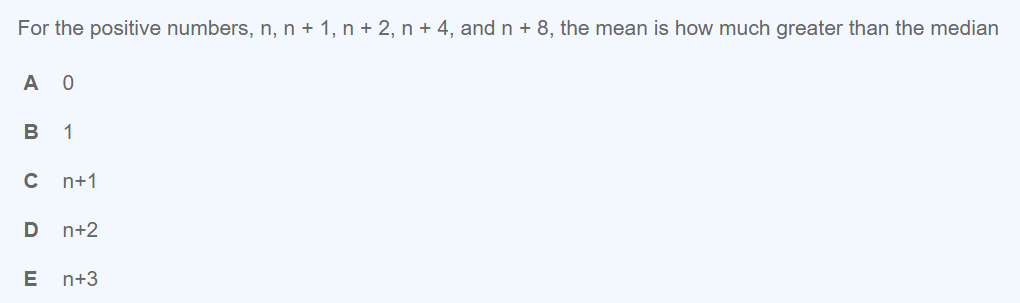 For the positive numbers, n, n + 1, n + 2, n + 4, and n + 8, the mean is how much greater than the median
A 0
B 1
C n+1
D n+2
E n+3